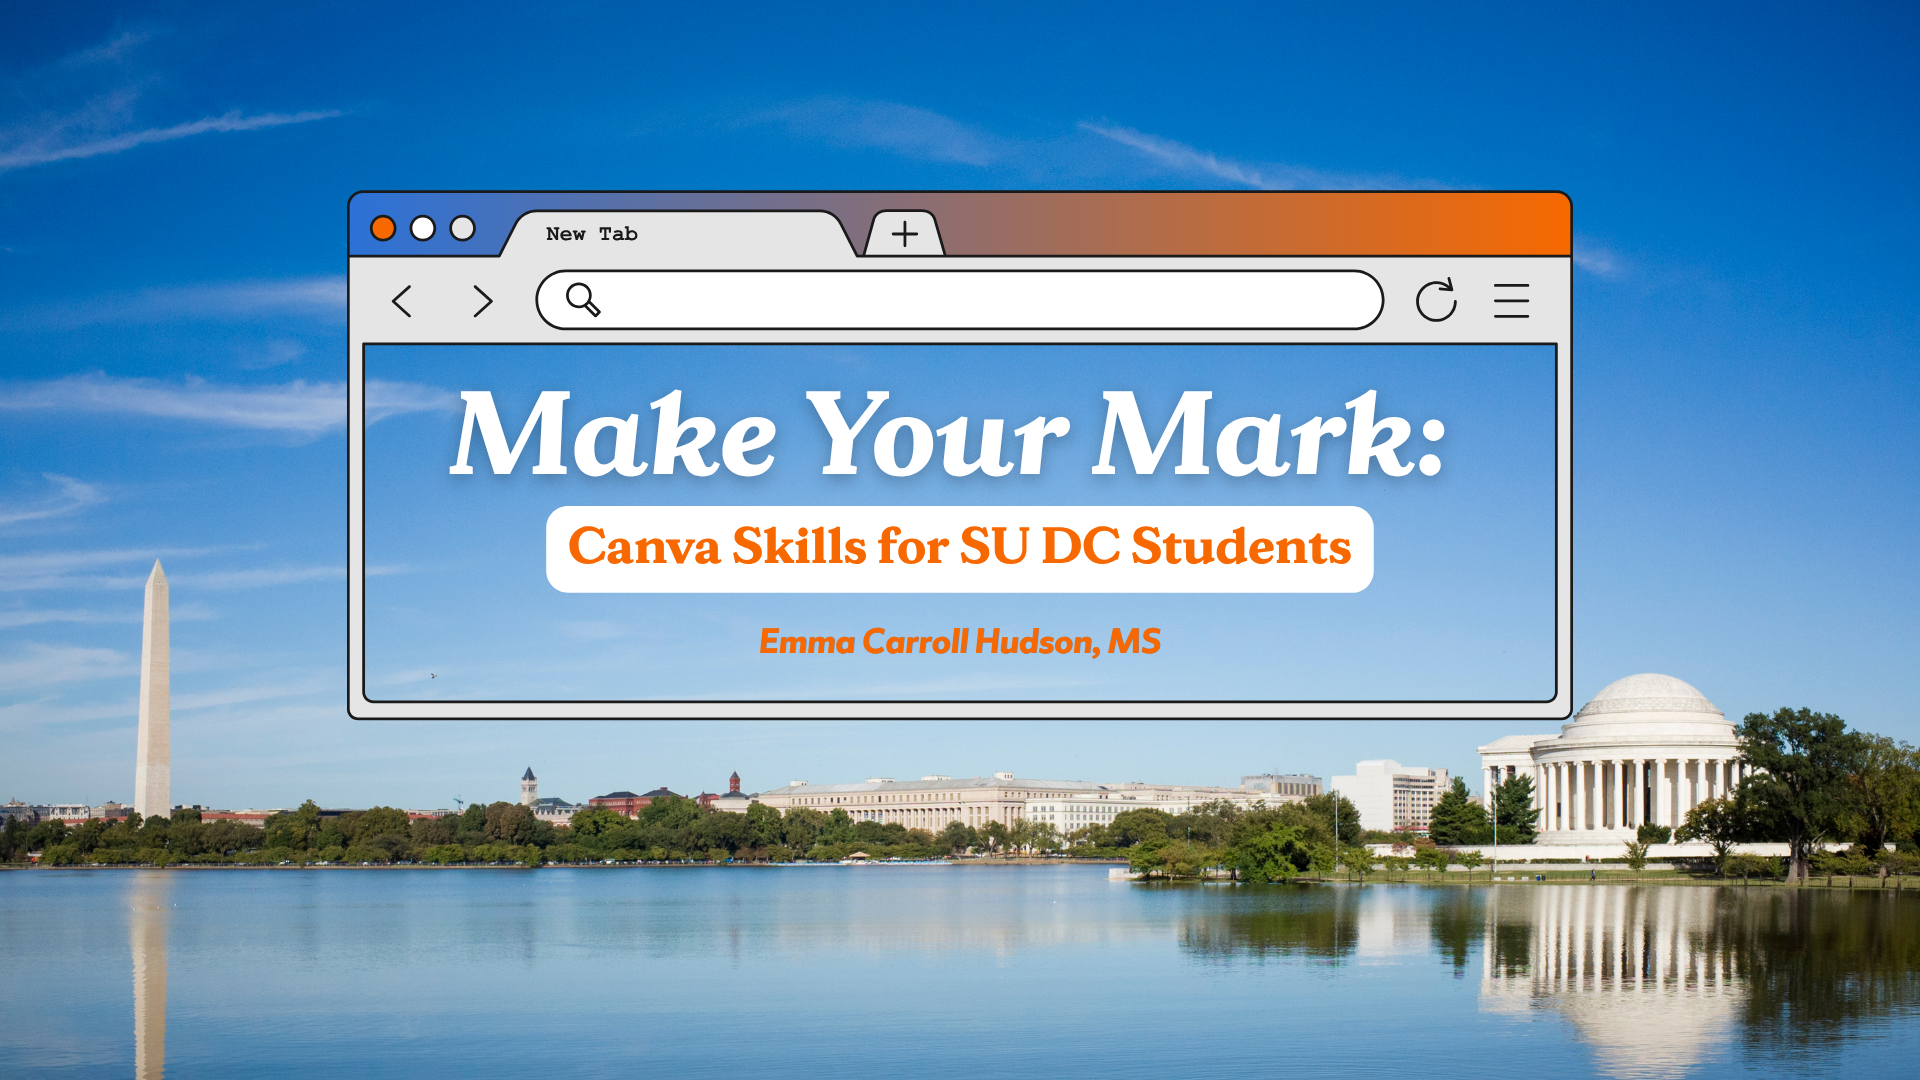 New Tab
Make Your Mark:
Canva Skills for SU DC Students
Emma Carroll Hudson, MS